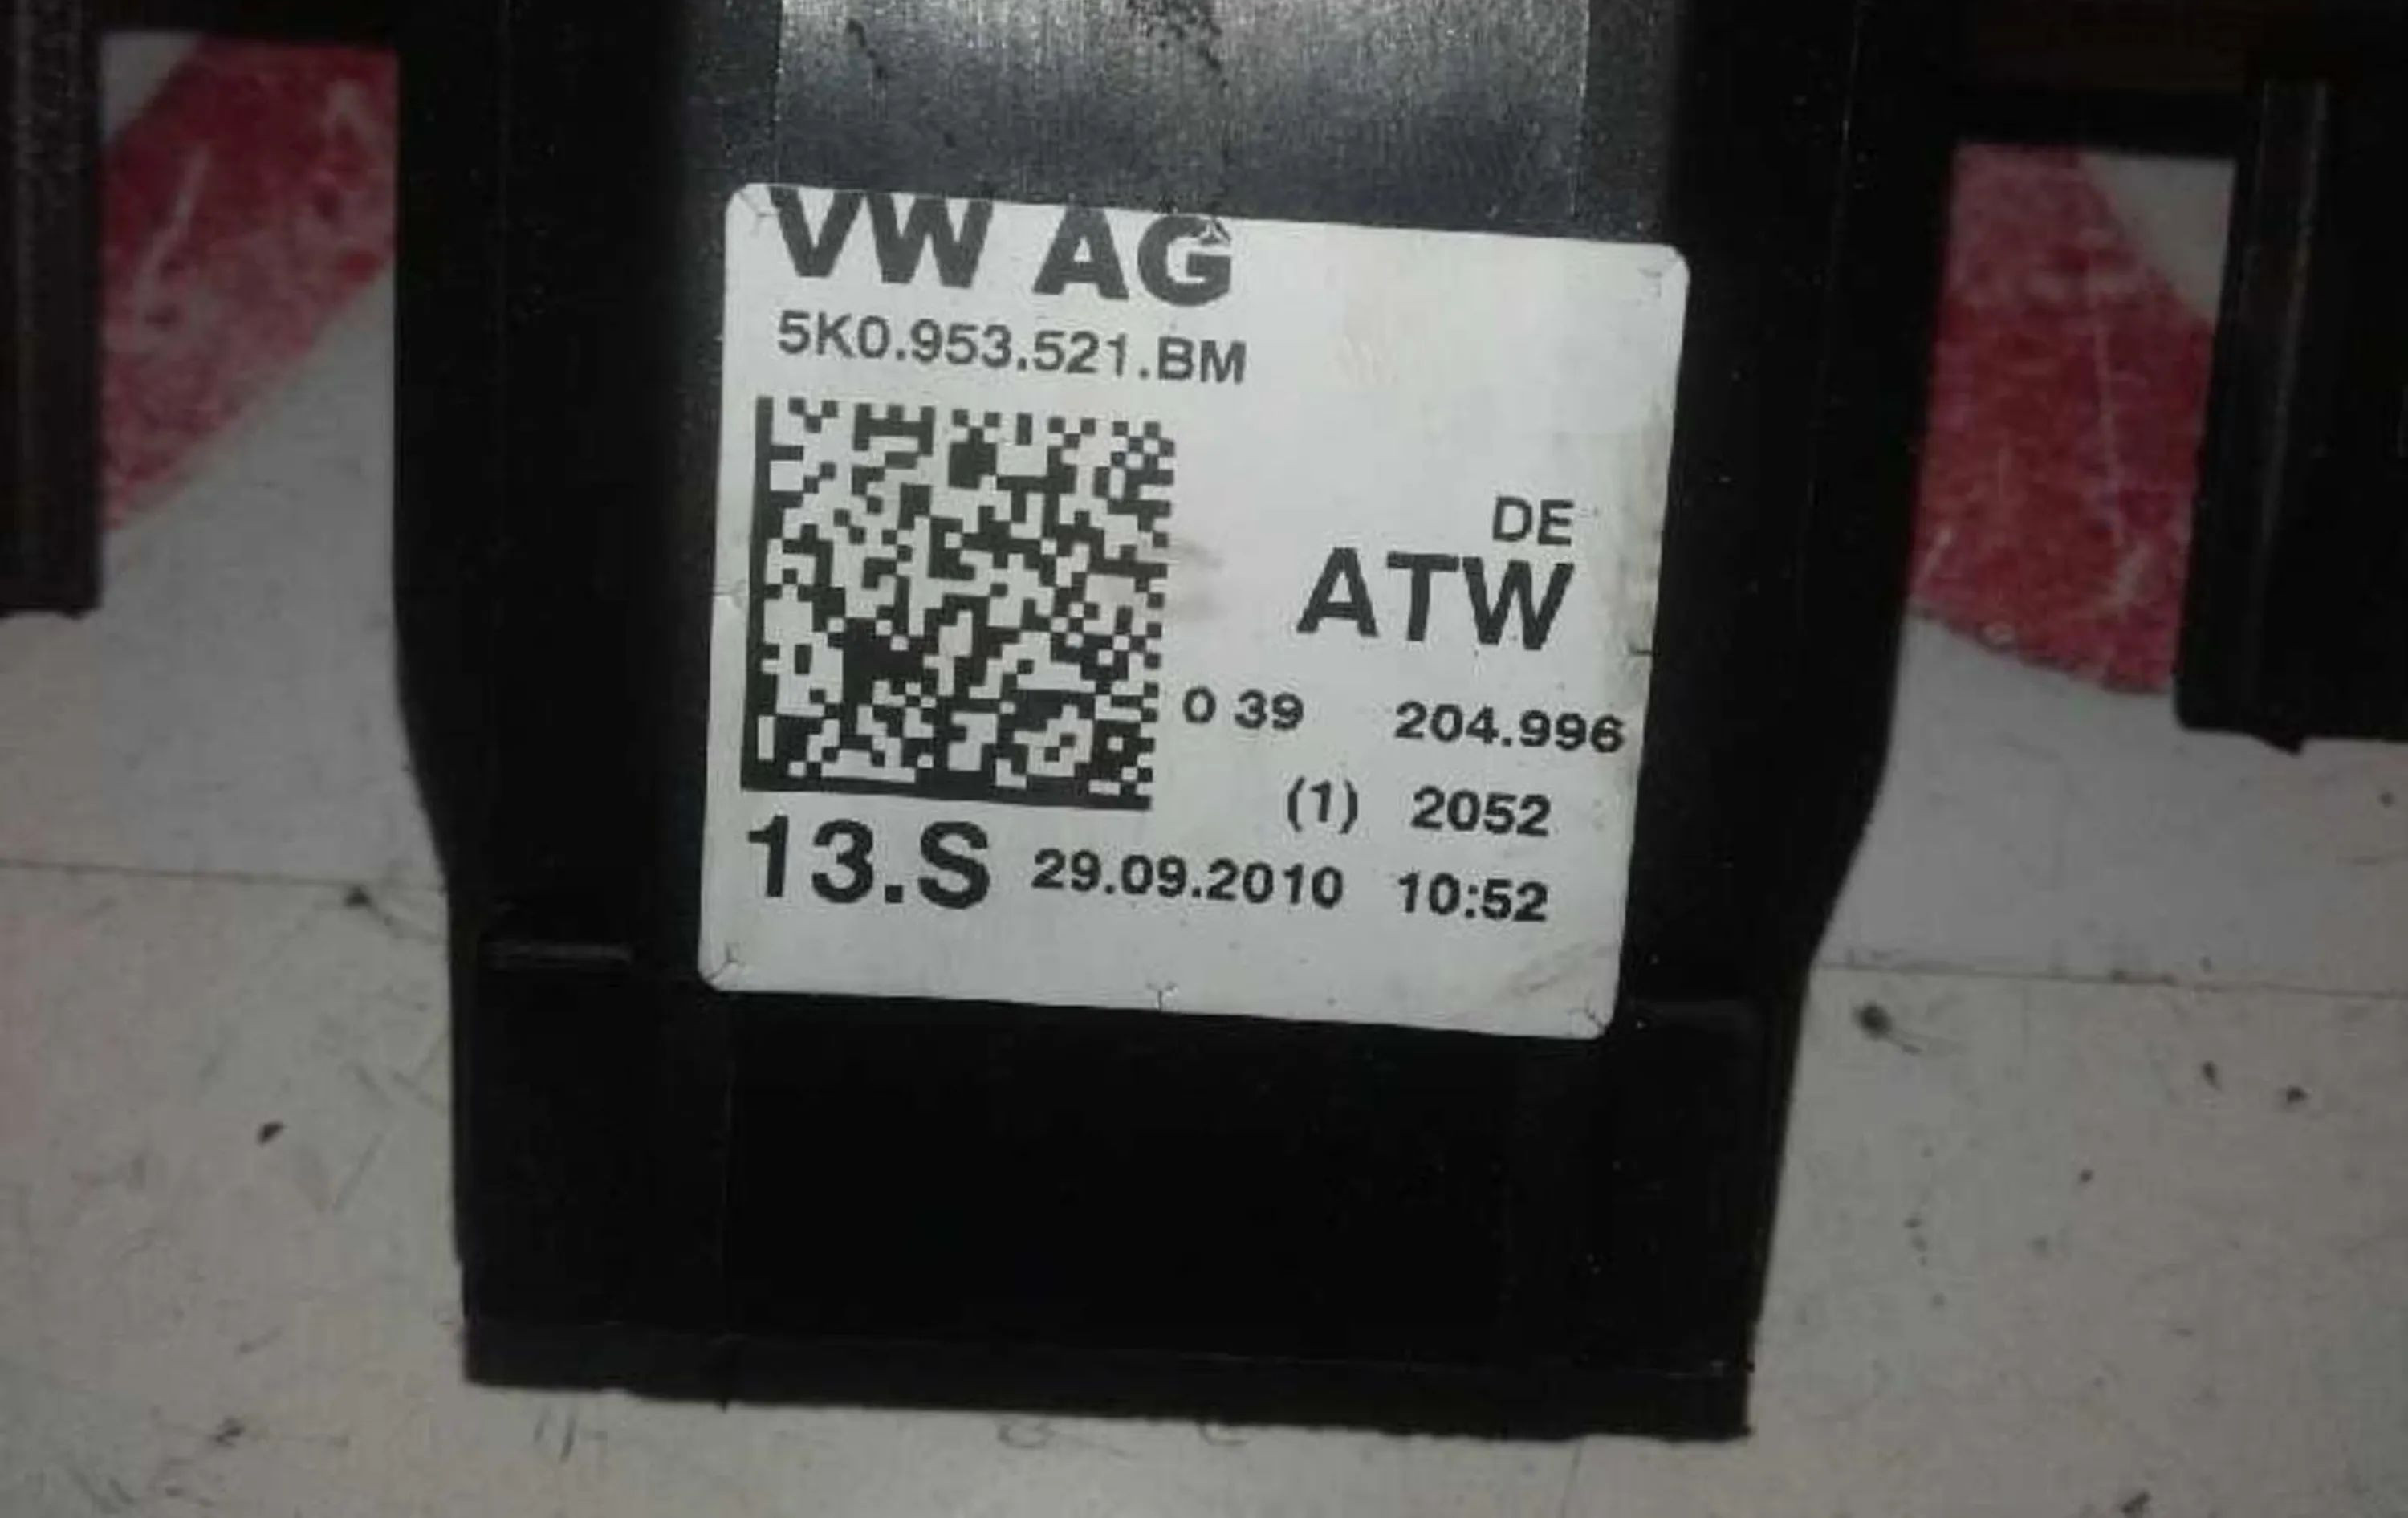 VW AG
5K0.953.521.BM
DE
ATW
0 39 204.996
(1) 2052
13.S 29.09.2010 10:52